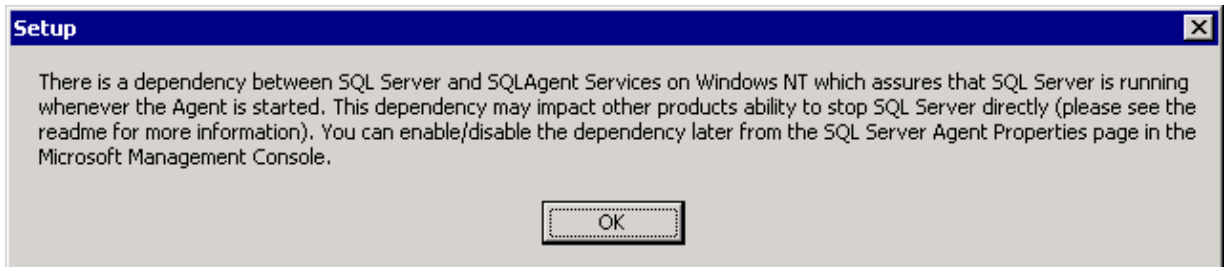 Setup
There is a dependency between SQL Server and SQLAgent Services on Windows NT which assures that SQL Server is running
whenever the Agent is started. This dependency may impact other products ability to stop SQL Server directly (please see the
readme for more information). You can enable/disable the dependency later from the SQL Server Agent Properties page in the
Microsoft Management Console.
OK